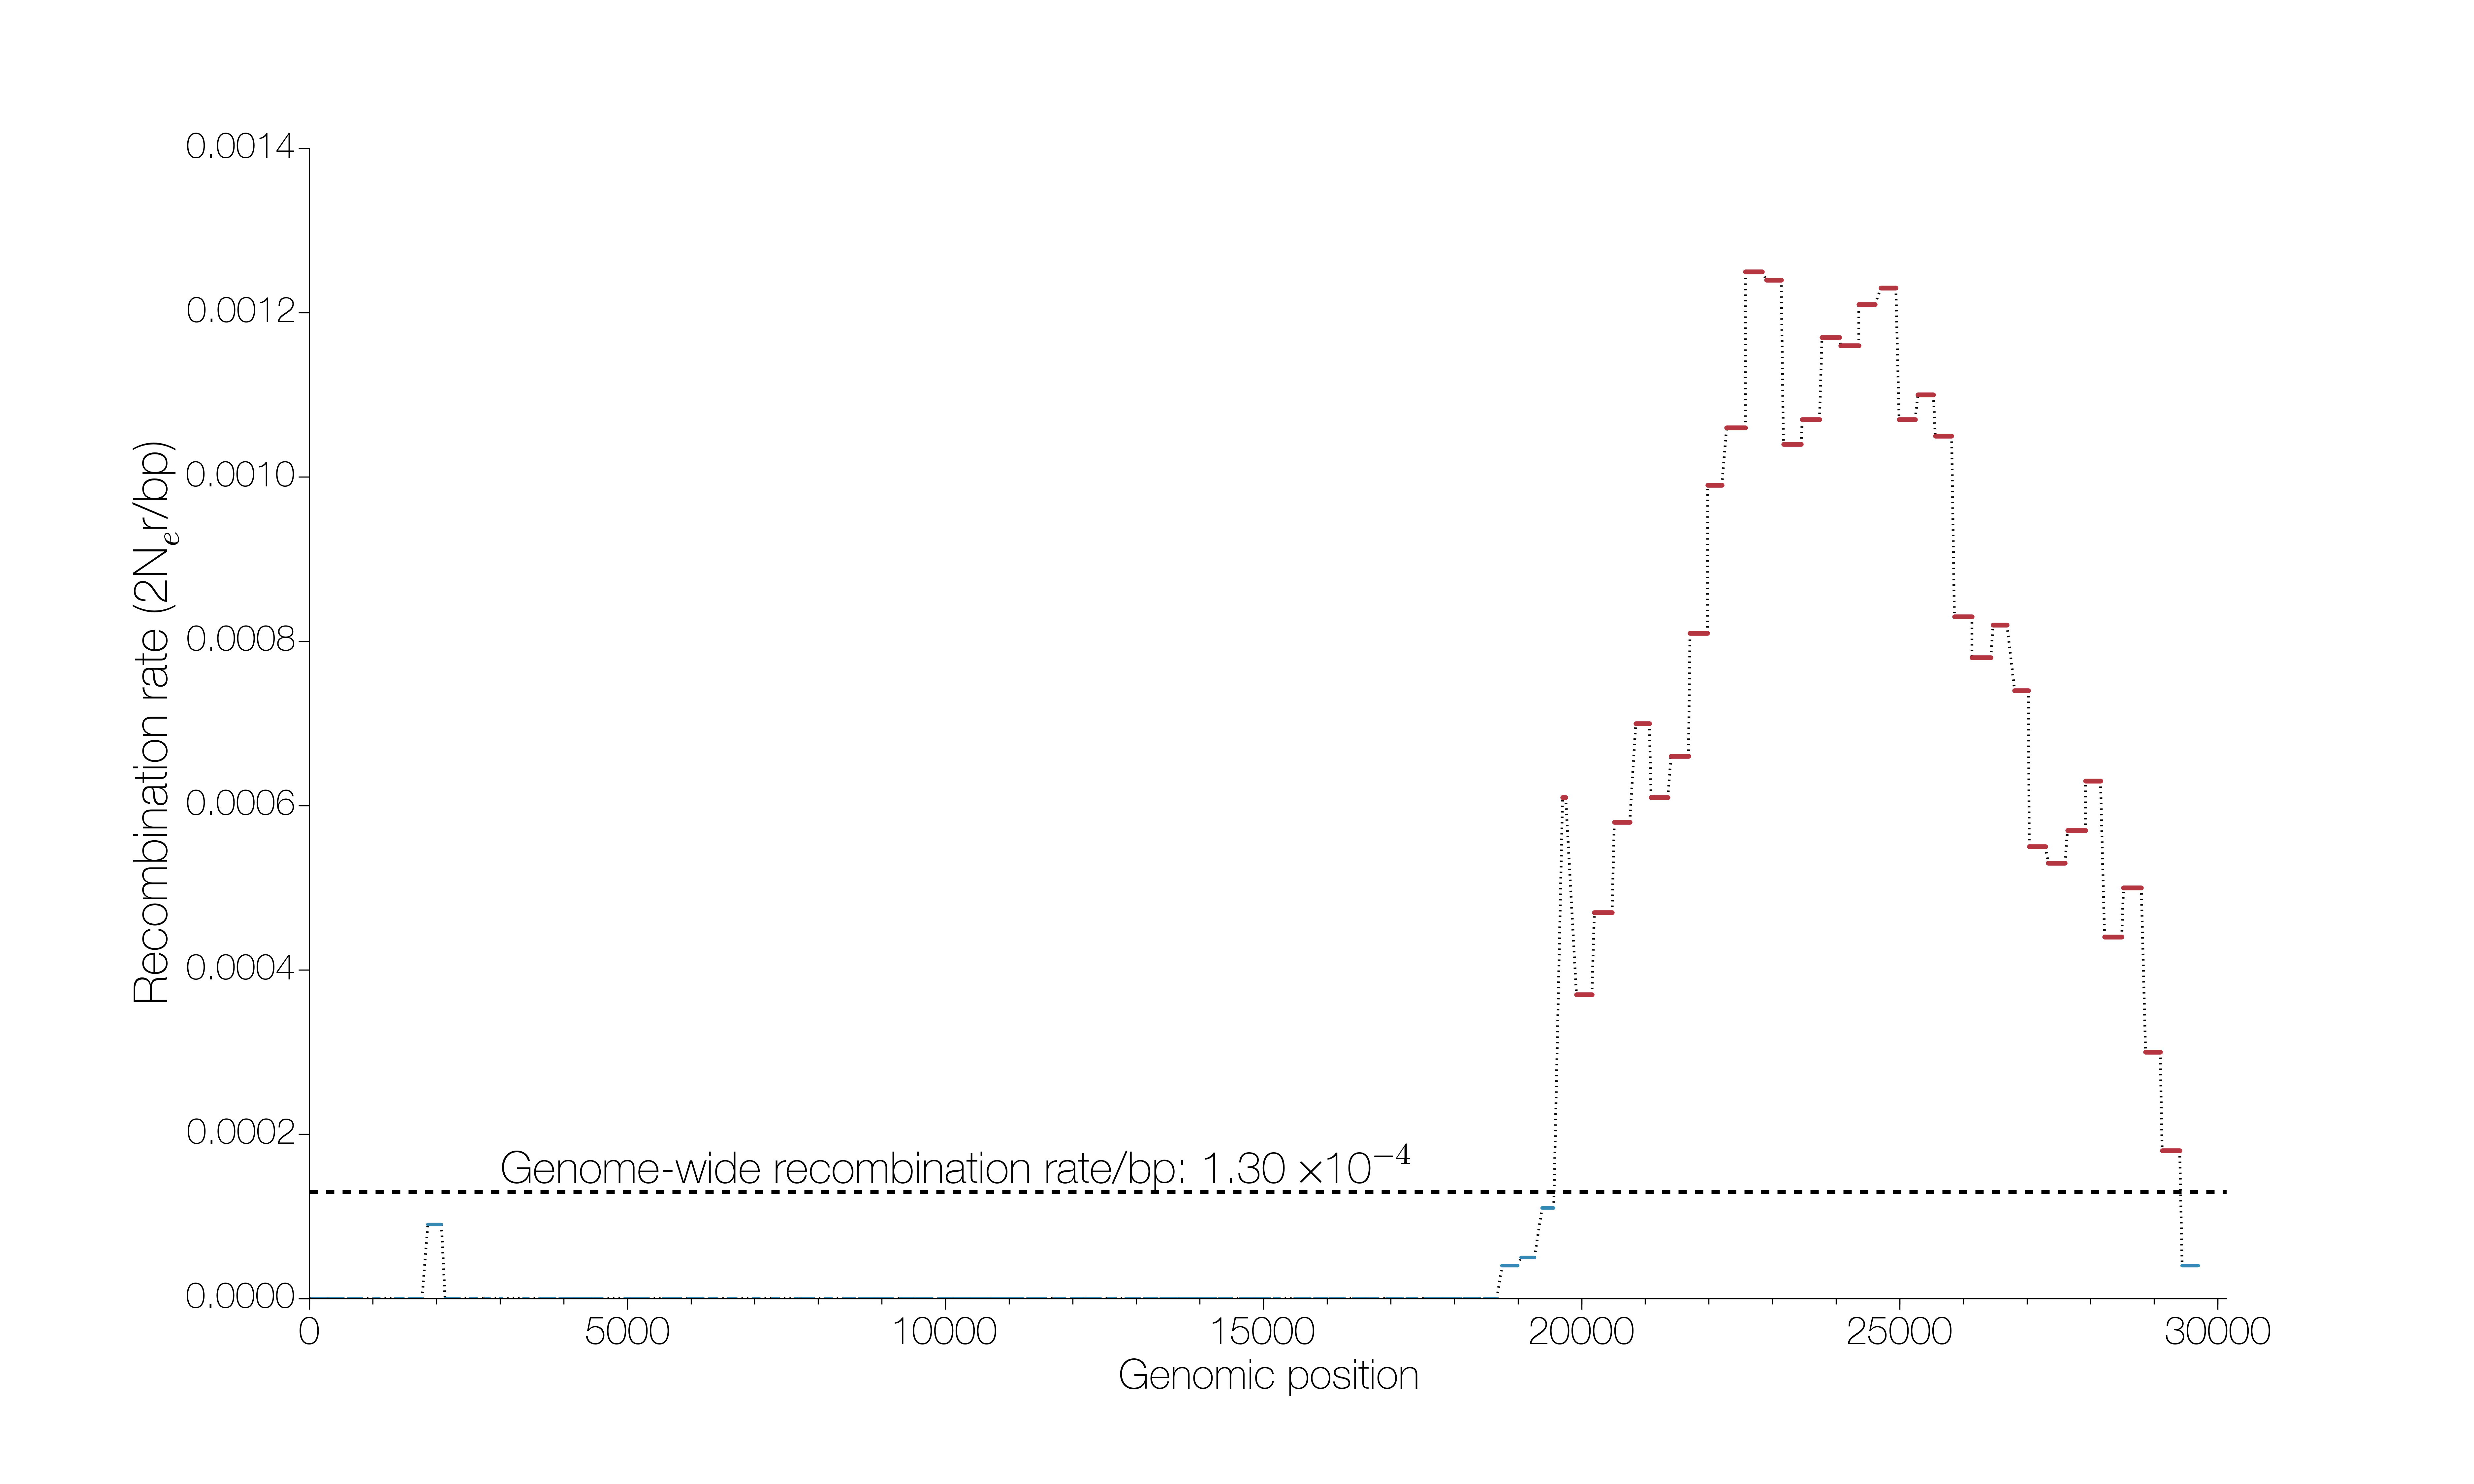 0.0014
0.0012
0.0010
0.0008
0.0006
0.0004
0.0002
0.0000
Recombination rate (2Nₑr/bp)
Genome-wide recombination rate/bp: 1.30 ×10⁻⁴
0 5000 10000 15000 20000 25000 30000
Genomic position